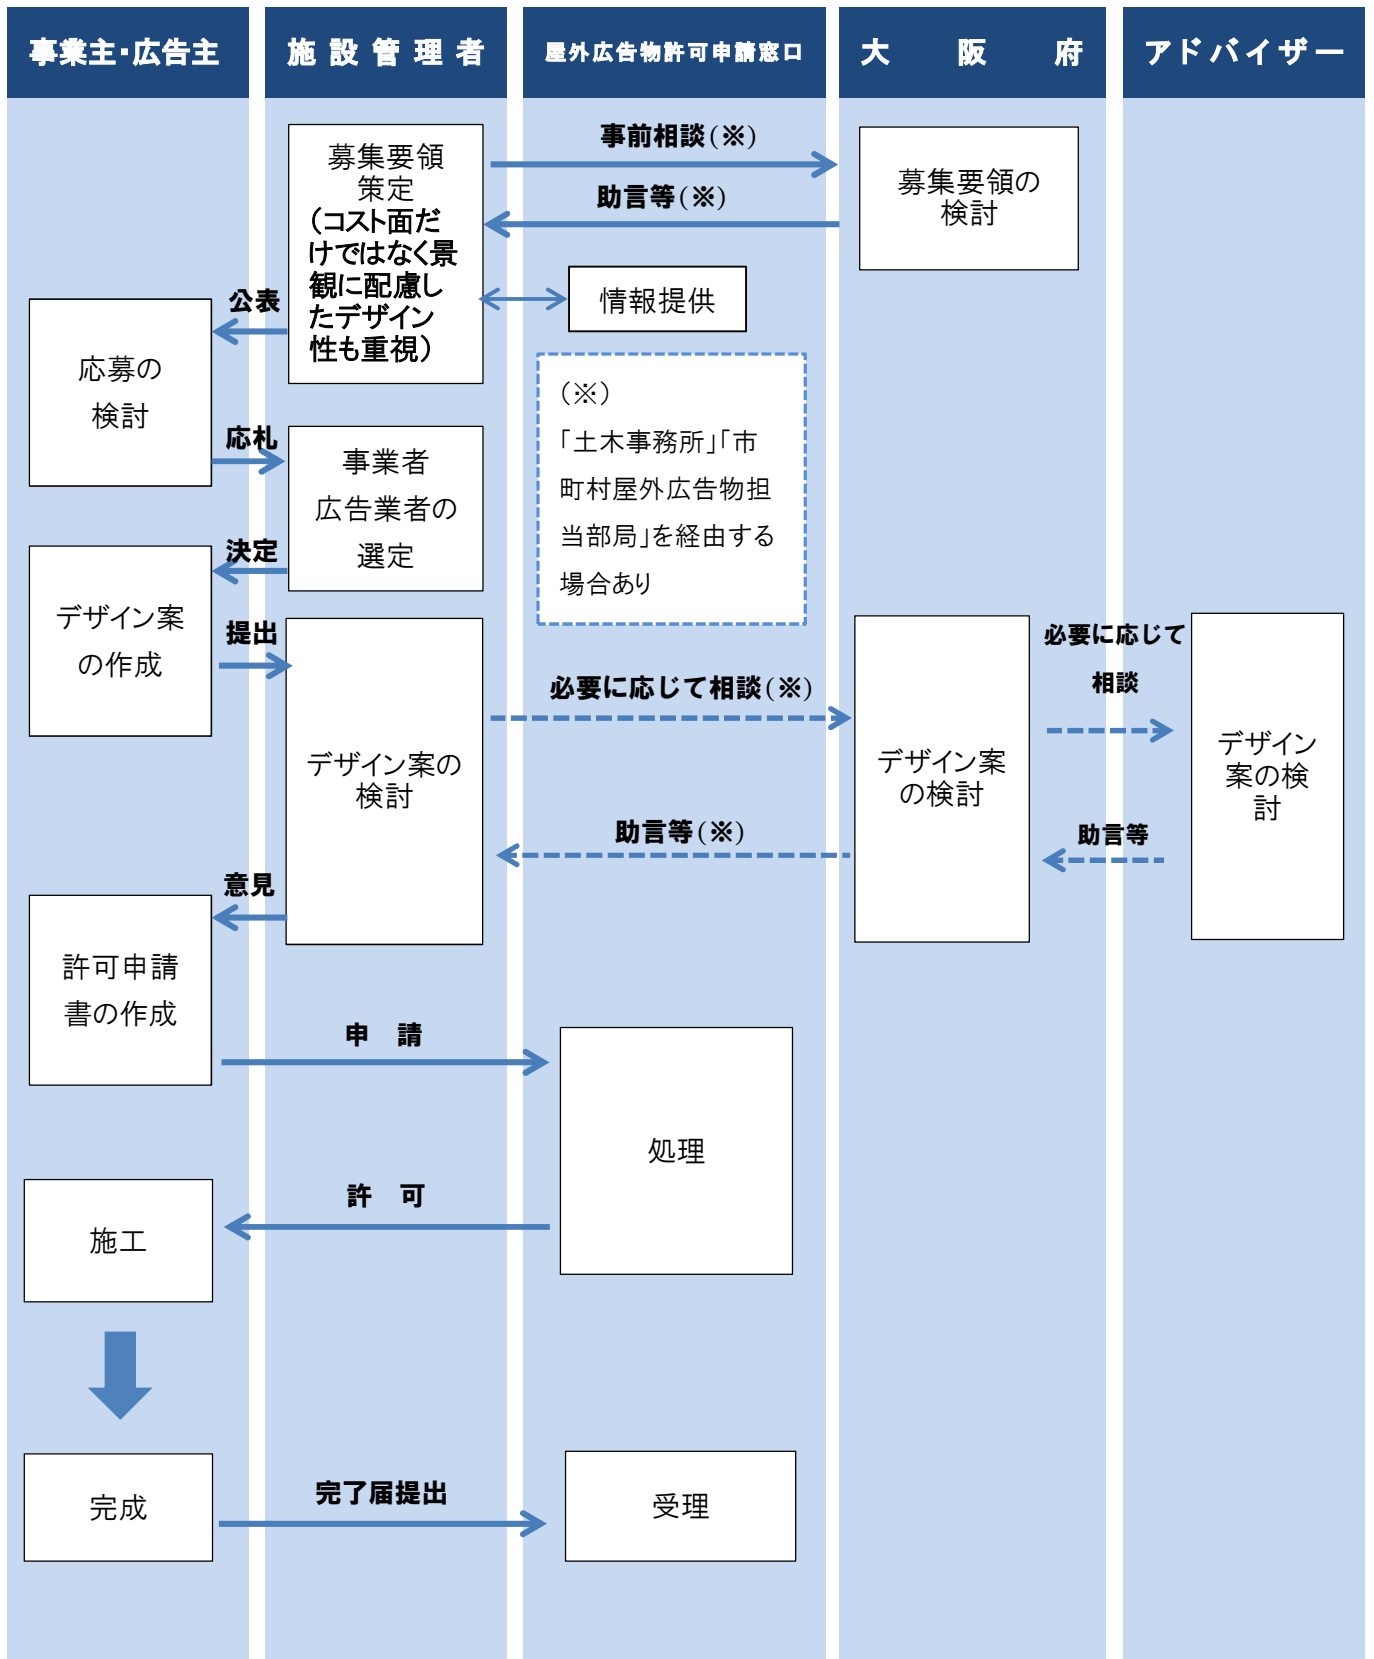 事業主・広告主
施設管理者
屋外広告物許可申請窓口
大阪府
アドバイザー
募集要領
策定
（コスト面だ
けではなく景
観に配慮し
たデザイン
性も重視）
事前相談(※)
助言等(※)
募集要領の
検討
情報提供
公表
応募の
検討
応札
事業者
広告業者の
選定
（※）
「土木事務所」「市
町村屋外広告物担
当部局」を経由する
場合あり
決定
デザイン案
の作成
提出
デザイン案の
検討
必要に応じて相談(※)
助言等(※)
デザイン案
の検討
必要に応じて
相談
助言等
デザイン
案の検
討
意見
許可申請
書の作成
申　請
処理
許　可
施工
完成
完了届提出
受理